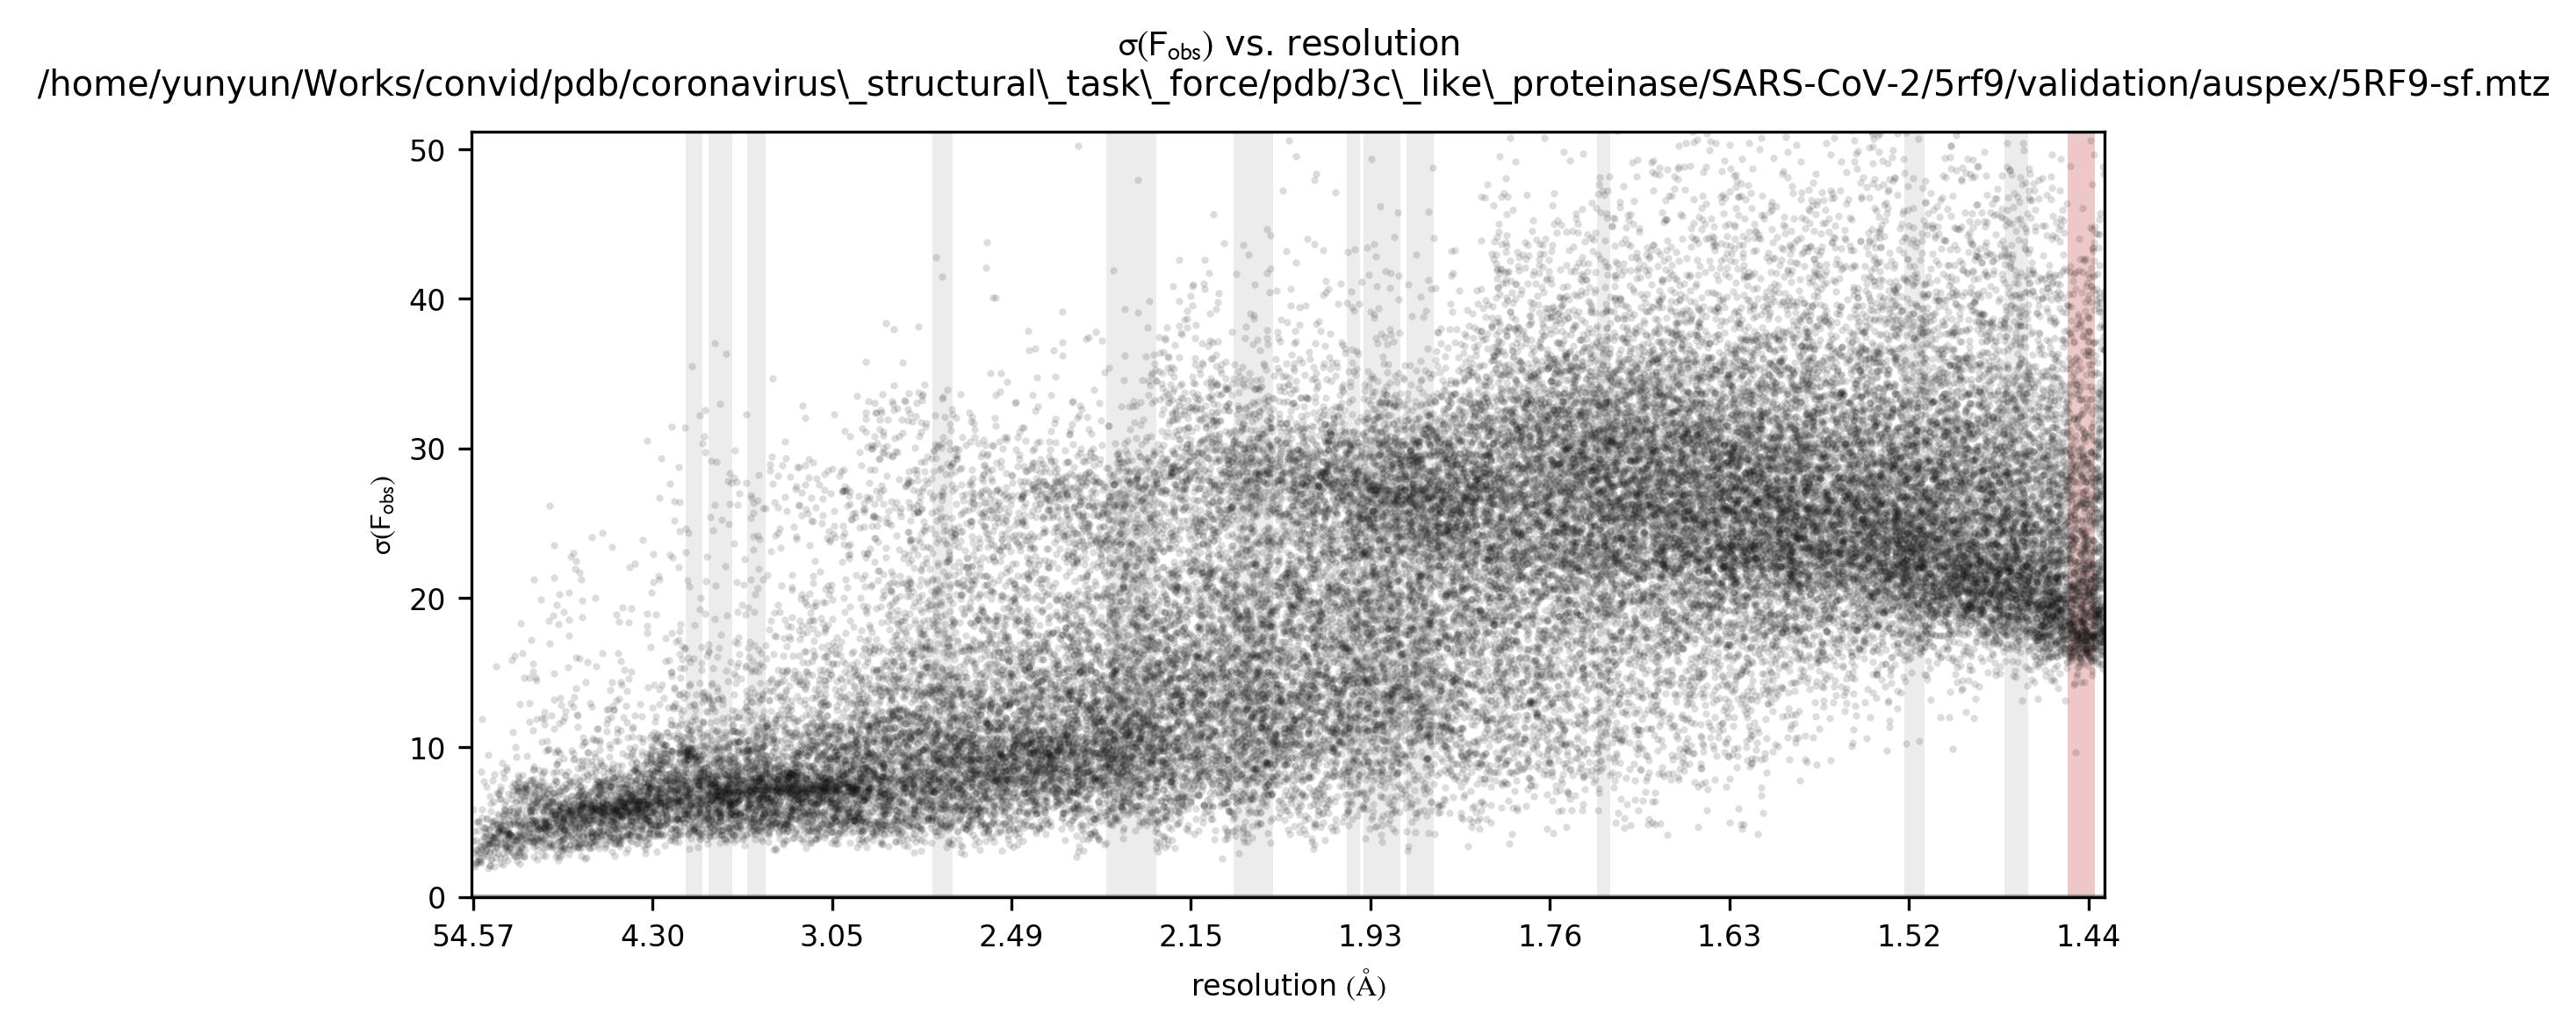 σ(F_obs) vs. resolution
/home/yunyun/Works/convid/pdb/coronavirus\_structural\_task\_force/pdb/3c\_like\_proteinase/SARS-CoV-2/5rf9/validation/auspex/5RF9-sf.mtz
50
40
30
20
10
0
σ(F_obs)
54.57 4.30 3.05 2.49 2.15 1.93 1.76 1.63 1.52 1.44
resolution (Å)